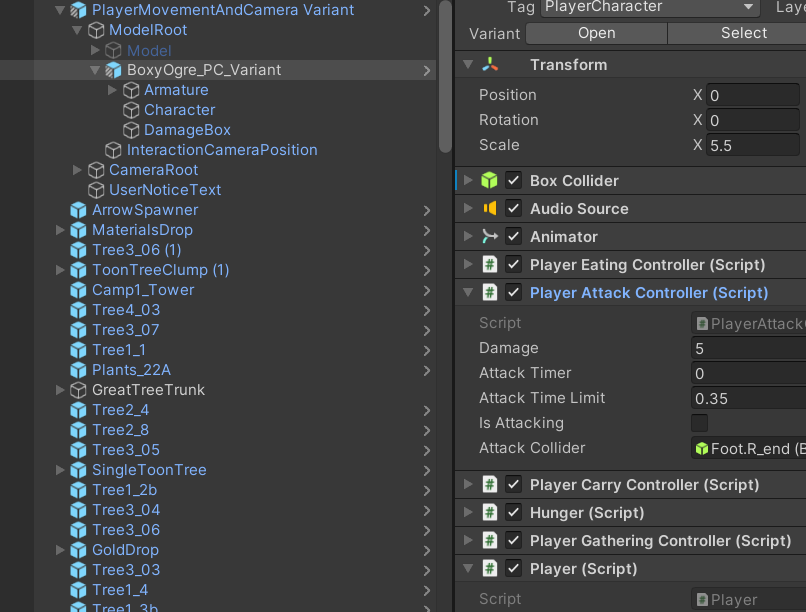 PlayerMovementAndCamera Variant
ModelRoot
Model
BoxyOgre_PC_Variant
Armature
Character
DamageBox
InteractionCameraPosition
CameraRoot
UserNoticeText
ArrowSpawner
MaterialsDrop
Tree3_06 (1)
ToonTreeClump (1)
Camp1_Tower
Tree4_03
Tree3_07
Tree1_1
Plants_22A
GreatTreeTrunk
Tree2_4
Tree2_8
Tree3_05
SingleToonTree
Tree1_2b
Tree3_04
Tree3_06
GoldDrop
Tree3_03
Tree1_4
Tree1_3b
Tag PlayerCharacter Laye
Variant Open Select
Transform
Position X 0
Rotation X 0
Scale X 5.5
Box Collider
Audio Source
Animator
# Player Eating Controller (Script)
# Player Attack Controller (Script)
Script # PlayerAttackC
Damage 5
Attack Timer 0
Attack Time Limit 0.35
Is Attacking
Attack Collider Foot.R_end (B
# Player Carry Controller (Script)
# Hunger (Script)
# Player Gathering Controller (Script)
# Player (Script)
Script # Player